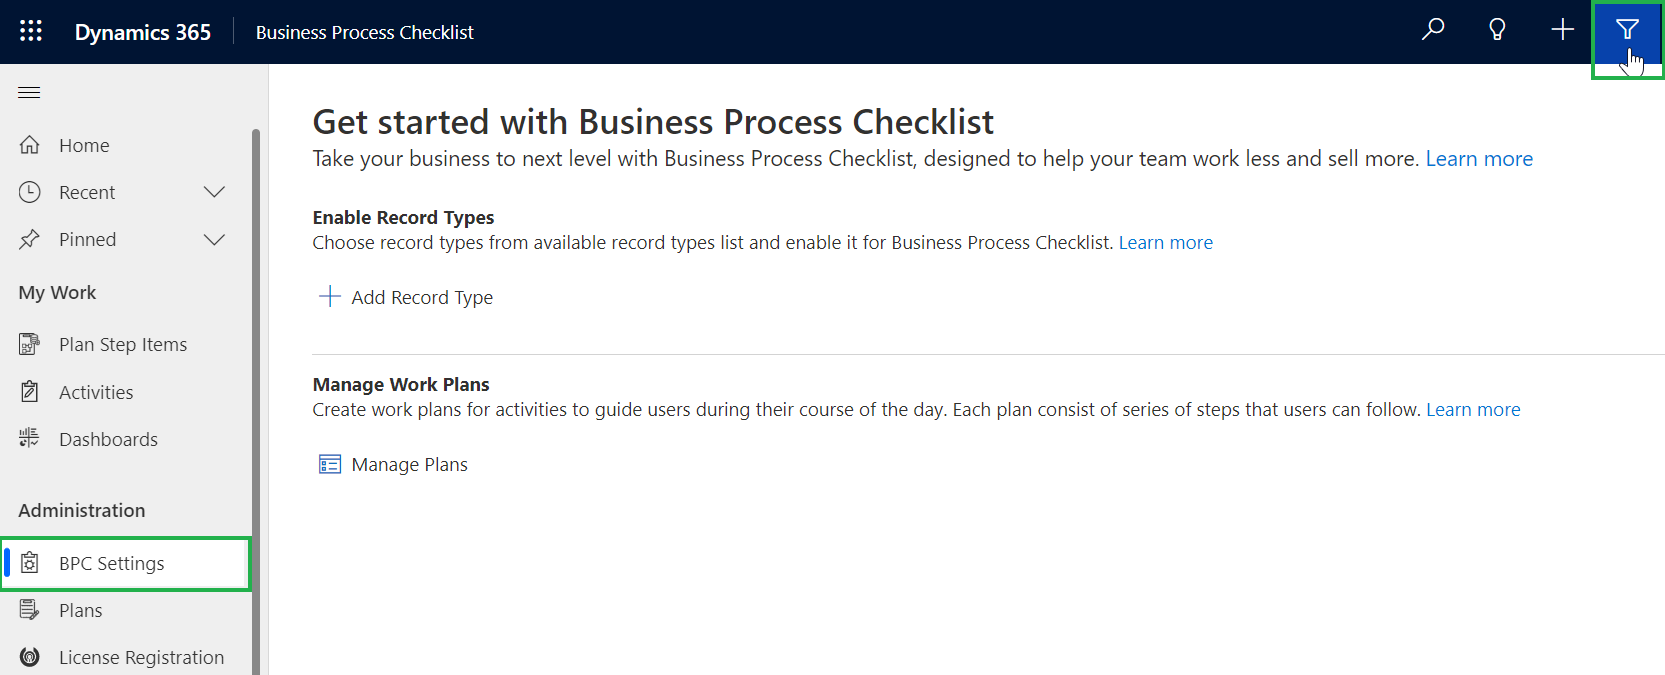 Dynamics 365
Business Process Checklist
Home
Recent
Pinned
My Work
Plan Step Items
Activities
Dashboards
Administration
BPC Settings
Plans
License Registration
Get started with Business Process Checklist
Take your business to next level with Business Process Checklist, designed to help your team work less and sell more. Learn more
Enable Record Types
Choose record types from available record types list and enable it for Business Process Checklist. Learn more
Add Record Type
Manage Work Plans
Create work plans for activities to guide users during their course of the day. Each plan consist of series of steps that users can follow. Learn more
Manage Plans